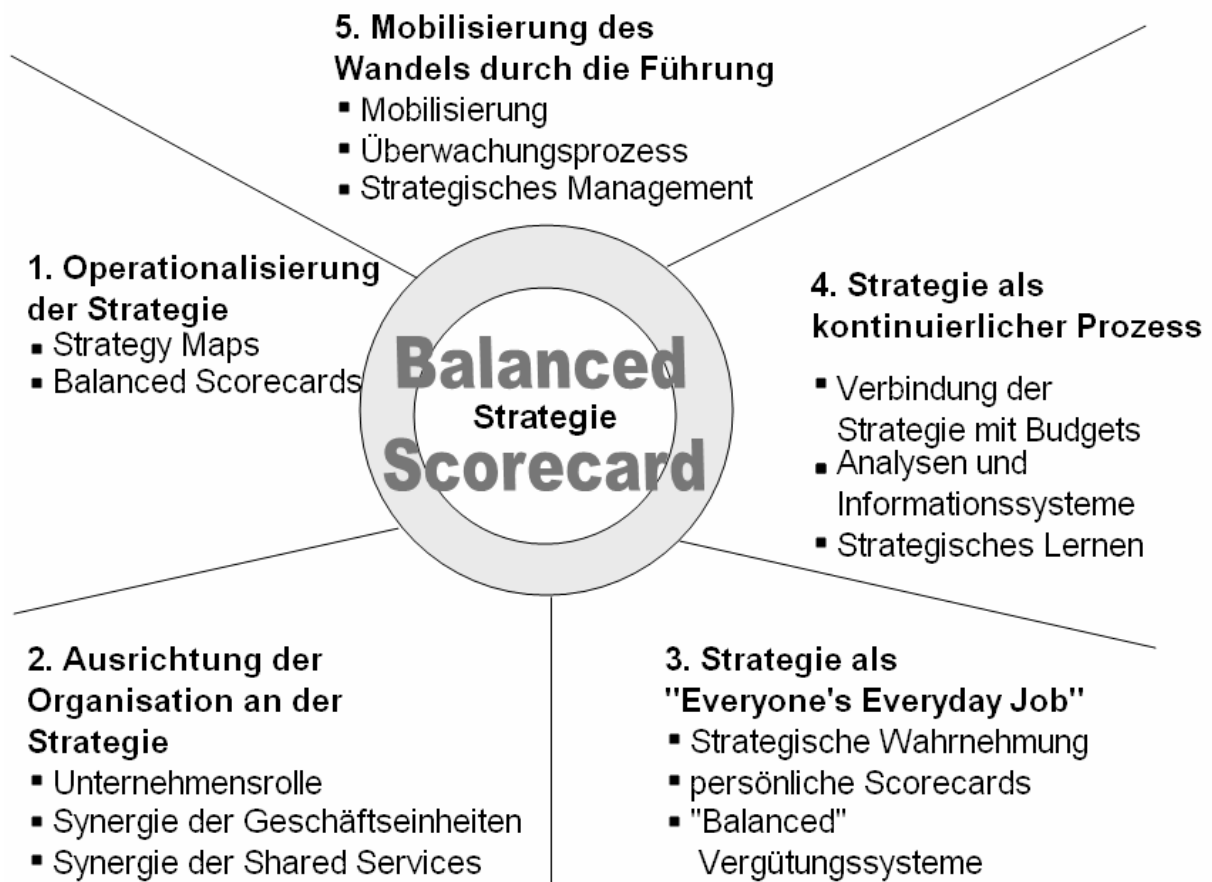 5. Mobilisierung des
Wandels durch die Führung
▪ Mobilisierung
▪ Überwachungsprozess
▪ Strategisches Management
1. Operationalisierung
der Strategie
▪ Strategy Maps
▪ Balanced Scorecards
Balanced
Strategie
Scorecard
4. Strategie als
kontinuierlicher Prozess
▪ Verbindung der
Strategie mit Budgets
▪ Analysen und
Informationssysteme
▪ Strategisches Lernen
2. Ausrichtung der
Organisation an der
Strategie
▪ Unternehmensrolle
▪ Synergie der Geschäftseinheiten
▪ Synergie der Shared Services
3. Strategie als
"Everyone's Everyday Job"
▪ Strategische Wahrnehmung
▪ persönliche Scorecards
▪ "Balanced"
Vergütungssysteme